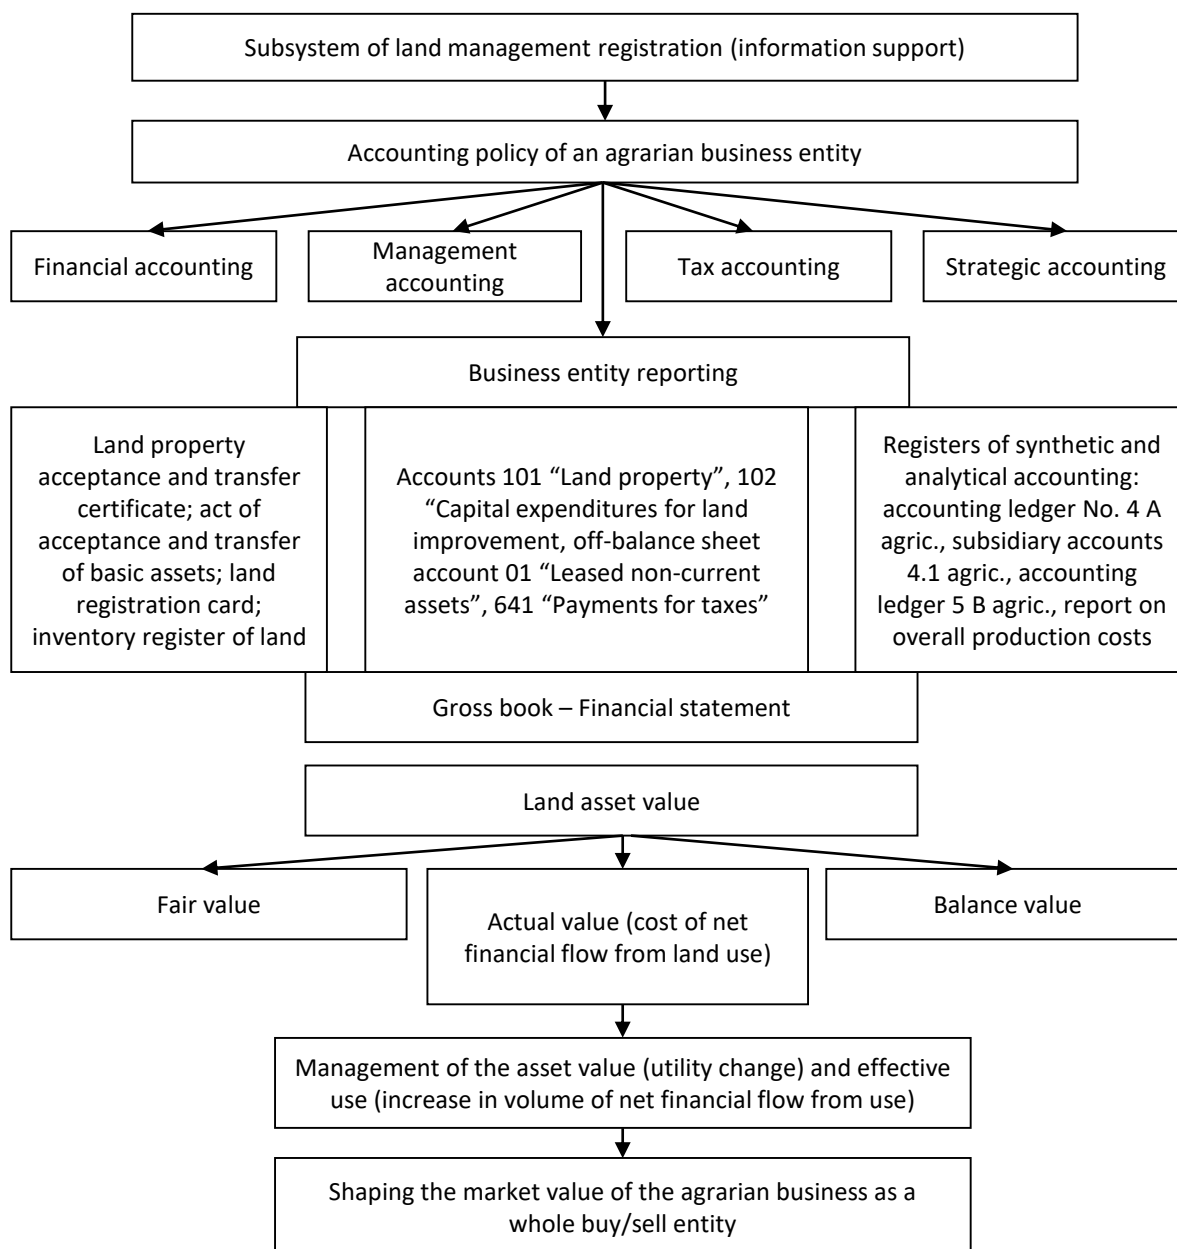 Subsystem of land management registration (information support)
Accounting policy of an agrarian business entity
Financial accounting
Management
accounting
Tax accounting
Strategic accounting
Business entity reporting
Land property
acceptance and transfer
certificate; act of
acceptance and transfer
of basic assets; land
registration card;
inventory register of land
Accounts 101 “Land property”, 102
“Capital expenditures for land
improvement, off-balance sheet
account 01 “Leased non-current
assets”, 641 “Payments for taxes”
Registers of synthetic and
analytical accounting:
accounting ledger No. 4 A
agric., subsidiary accounts
4.1 agric., accounting
ledger 5 B agric., report on
overall production costs
Gross book – Financial statement
Land asset value
Fair value
Actual value (cost of net
financial flow from land use)
Balance value
Management of the asset value (utility change) and effective
use (increase in volume of net financial flow from use)
Shaping the market value of the agrarian business as a
whole buy/sell entity